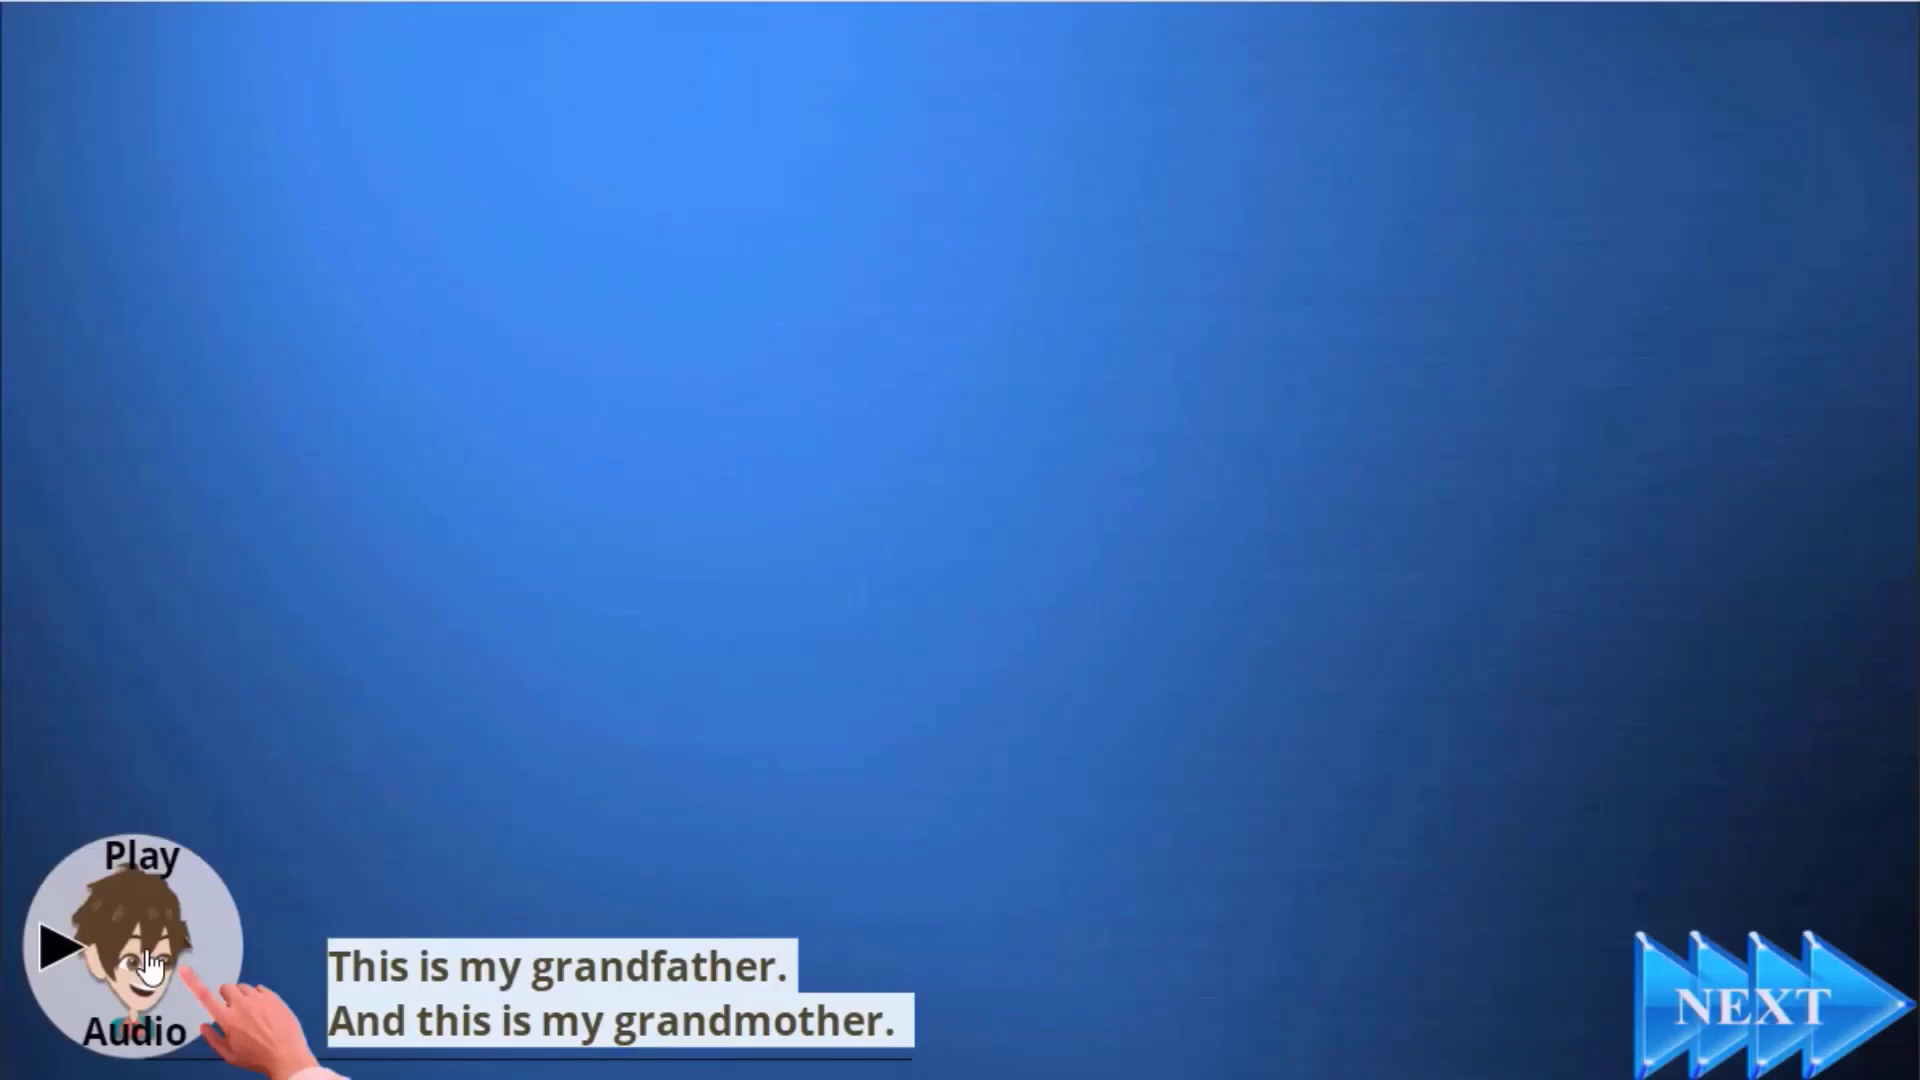 Play
Audio
This is my grandfather.
And this is my grandmother.
NEXT